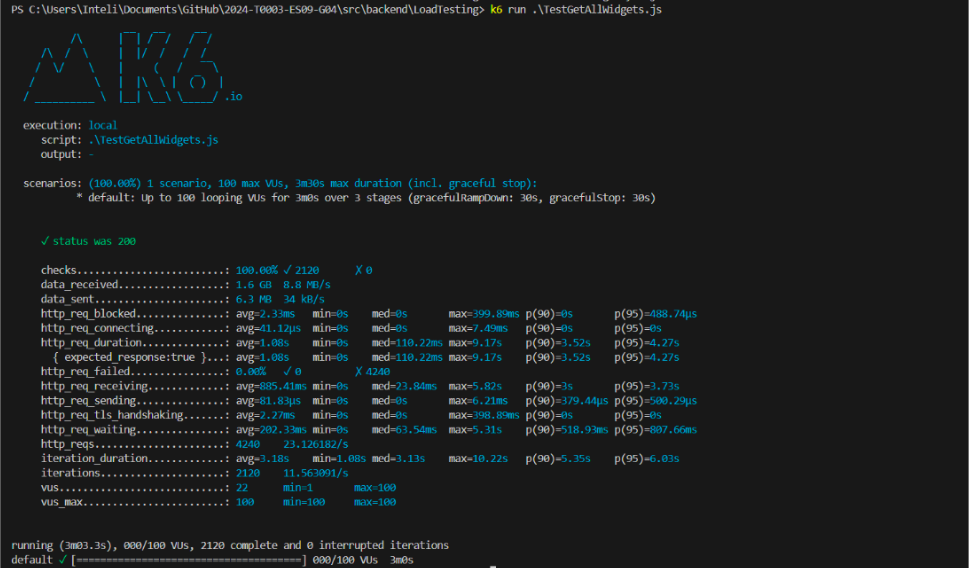 PS C:\Users\Inteli\Documents\GitHub\2024-T0003-ES09-G04\src\backend\LoadTesting> k6 run .\TestGetAllWidgets.js
K6
.io
execution: local
script: .\TestGetAllWidgets.js
output: -
scenarios: (100.00%) 1 scenario, 100 max VUs, 3m30s max duration (incl. graceful stop):
* default: Up to 100 looping VUs for 3m0s over 3 stages (gracefulRampDown: 30s, gracefulStop: 30s)
✓ status was 200
checks.........................: 100.00% ✓ 2120 ✗ 0
data_received..................: 1.6 GB 8.8 MB/s
data_sent......................: 6.3 MB 34 kB/s
http_req_blocked...............: avg=2.33ms min=0s med=0s max=399.89ms p(90)=0s p(95)=488.74µs
http_req_connecting............: avg=41.12µs min=0s med=0s max=7.49ms p(90)=0s p(95)=0s
http_req_duration..............: avg=1.08s min=0s med=110.22ms max=9.17s p(90)=3.52s p(95)=4.27s
{ expected_response:true }...: avg=1.08s min=0s med=110.22ms max=9.17s p(90)=3.52s p(95)=4.27s
http_req_failed................: 0.00% ✓ 0 ✗ 4240
http_req_receiving.............: avg=885.41ms min=0s med=23.84ms max=5.82s p(90)=3s p(95)=3.73s
http_req_sending...............: avg=81.83µs min=0s med=0s max=6.21ms p(90)=379.44µs p(95)=500.29µs
http_req_tls_handshaking.......: avg=2.27ms min=0s med=0s max=398.89ms p(90)=0s p(95)=0s
http_req_waiting...............: avg=202.33ms min=0s med=63.54ms max=5.31s p(90)=518.93ms p(95)=807.66ms
http_reqs......................: 4240 23.126182/s
iteration_duration.............: avg=3.18s min=1.08s med=3.13s max=10.22s p(90)=5.35s p(95)=6.03s
iterations.....................: 2120 11.563091/s
vus............................: 22 min=1 max=100
vus_max........................: 100 min=100 max=100
running (3m03.3s), 000/100 VUs, 2120 complete and 0 interrupted iterations
default ✓ [======================================] 000/100 VUs 3m0s